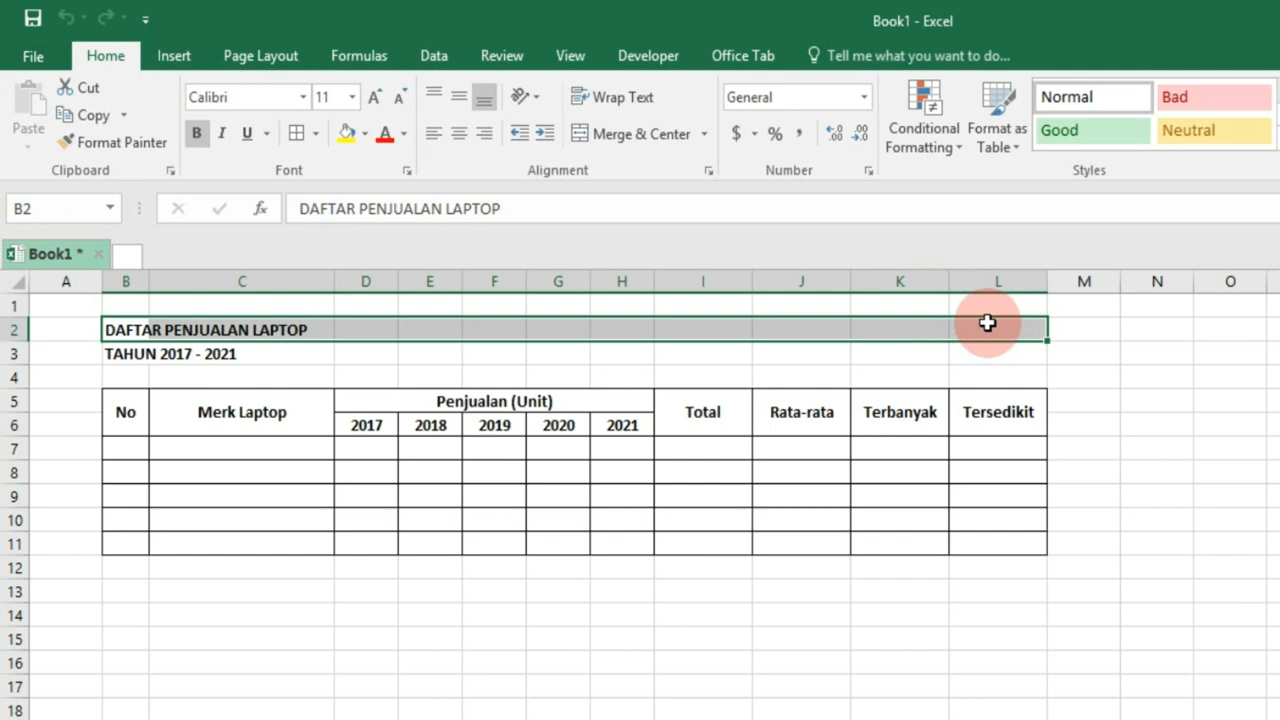 Book1 - Excel
File Home Insert Page Layout Formulas Data Review View Developer Office Tab Tell me what you want to do...
Paste
Cut
Copy
Format Painter
Clipboard
Calibri 11
B I U A
Font
Wrap Text
Merge & Center
Alignment
General
$ % ,
Number
Conditional Formatting
Format as Table
Normal Bad
Good Neutral
Styles
B2 fx DAFTAR PENJUALAN LAPTOP
Book1 *
A B C D E F G H I J K L M N O
1
2 DAFTAR PENJUALAN LAPTOP
3 TAHUN 2017 - 2021
4
5 No Merk Laptop Penjualan (Unit) Total Rata-rata Terbanyak Tersedikit
6 2017 2018 2019 2020 2021
7
8
9
10
11
12
13
14
15
16
17
18